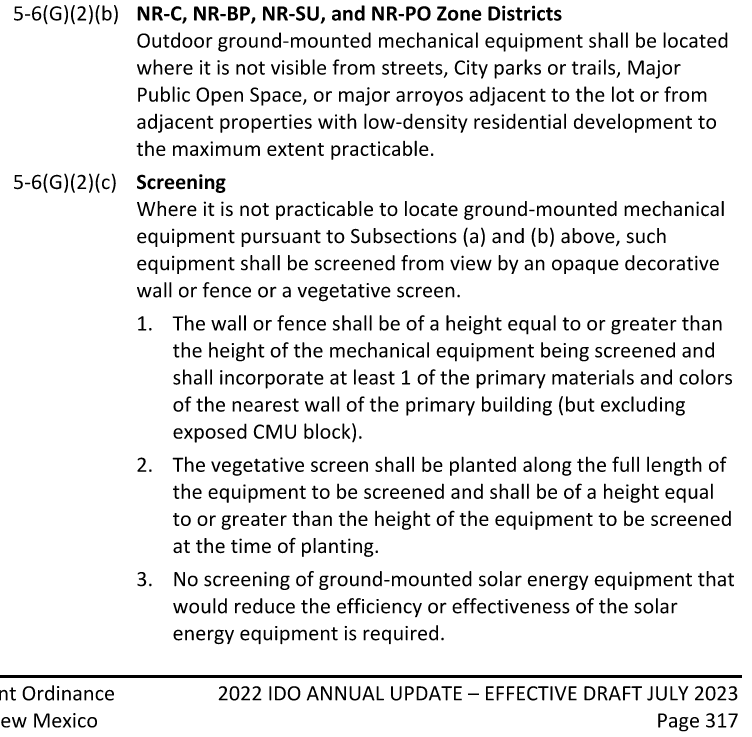 5-6(G)(2)(b) NR-C, NR-BP, NR-SU, and NR-PO Zone Districts
Outdoor ground-mounted mechanical equipment shall be located
where it is not visible from streets, City parks or trails, Major
Public Open Space, or major arroyos adjacent to the lot or from
adjacent properties with low-density residential development to
the maximum extent practicable.
5-6(G)(2)(c) Screening
Where it is not practicable to locate ground-mounted mechanical
equipment pursuant to Subsections (a) and (b) above, such
equipment shall be screened from view by an opaque decorative
wall or fence or a vegetative screen.
1. The wall or fence shall be of a height equal to or greater than
the height of the mechanical equipment being screened and
shall incorporate at least 1 of the primary materials and colors
of the nearest wall of the primary building (but excluding
exposed CMU block).
2. The vegetative screen shall be planted along the full length of
the equipment to be screened and shall be of a height equal
to or greater than the height of the equipment to be screened
at the time of planting.
3. No screening of ground-mounted solar energy equipment that
would reduce the efficiency or effectiveness of the solar
energy equipment is required.
nt Ordinance 2022 IDO ANNUAL UPDATE – EFFECTIVE DRAFT JULY 2023
ew Mexico Page 317